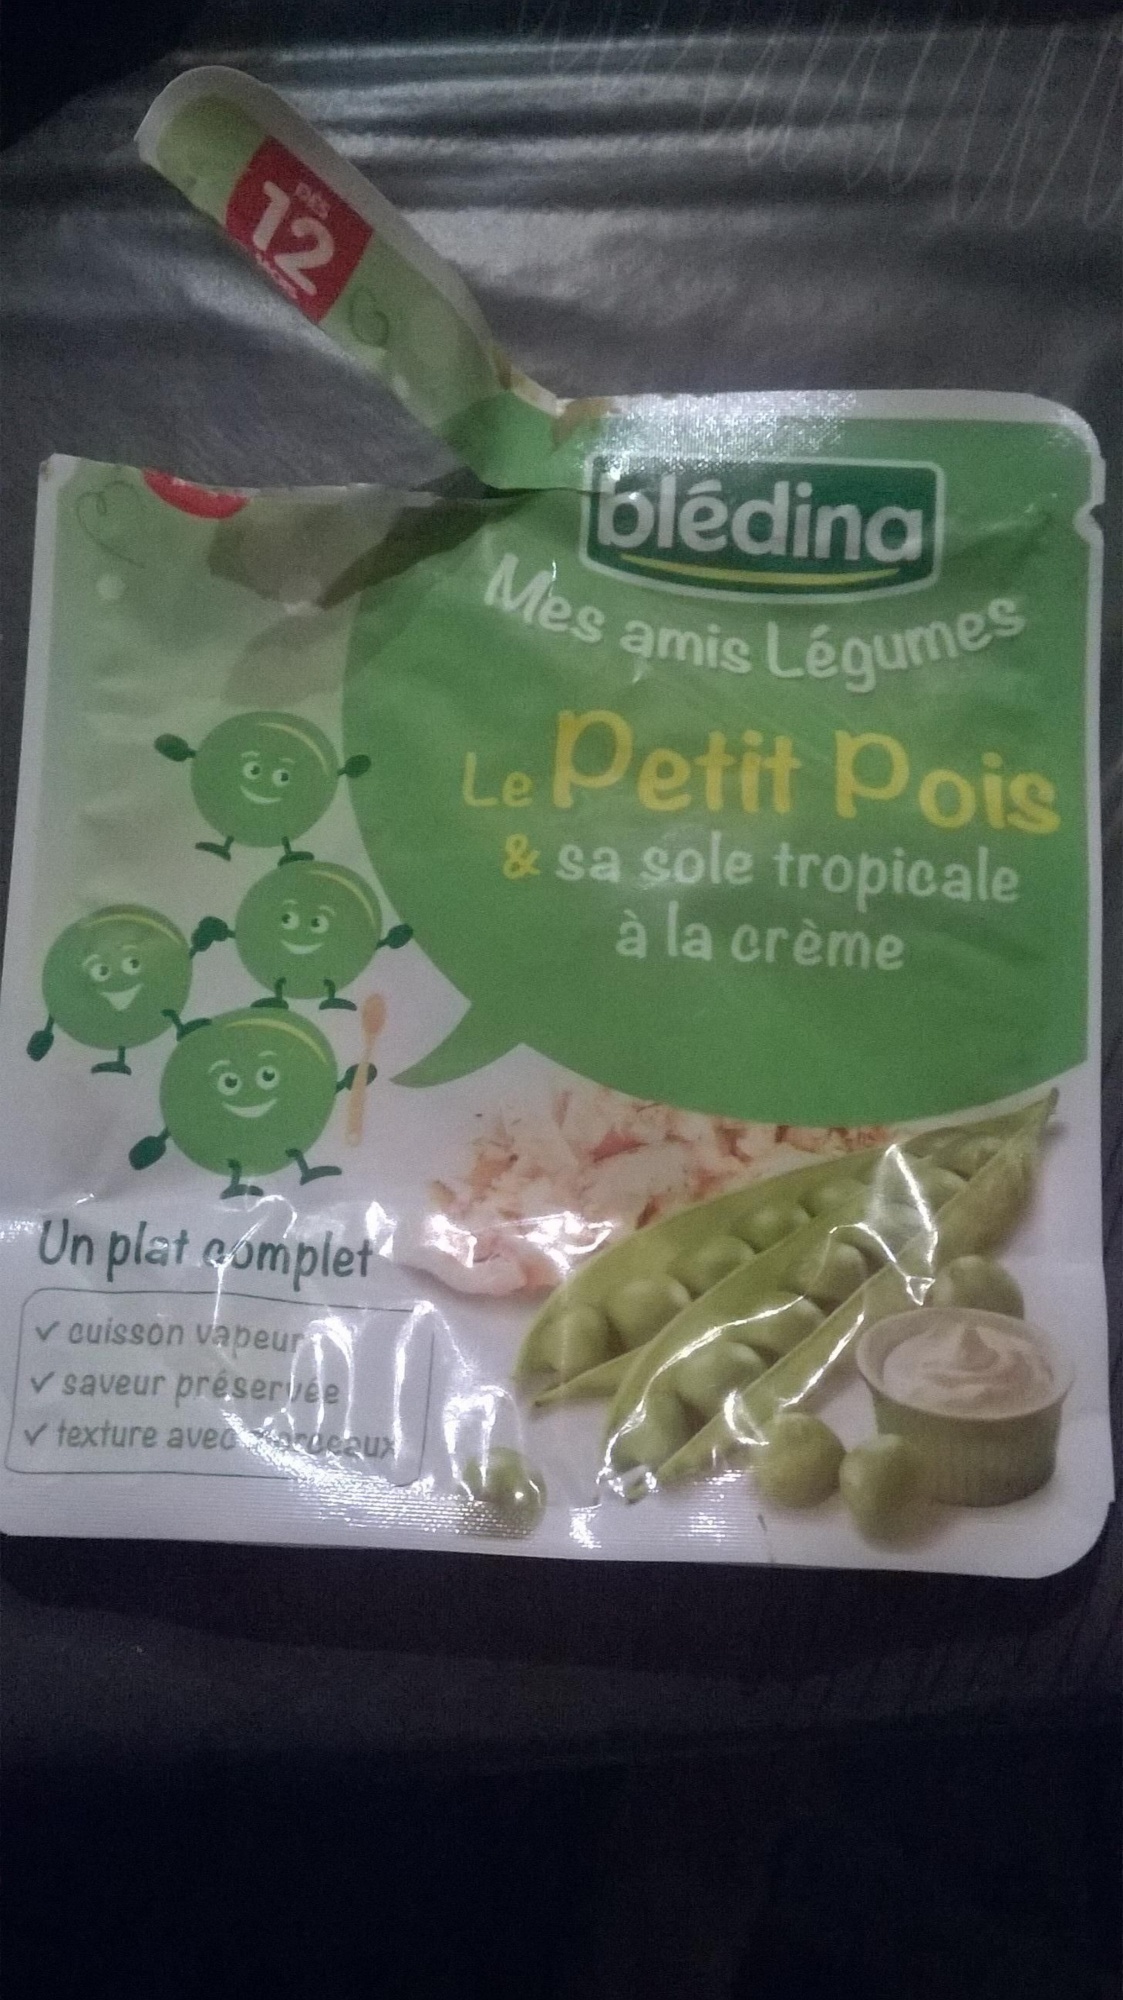 DÈS
12
blédina
Mes amis Légumes
Le Petit Pois
& sa sole tropicale
à la crème
Un plat complet
✓ cuisson vapeur
✓ saveur préservée
✓ texture avec morceaux